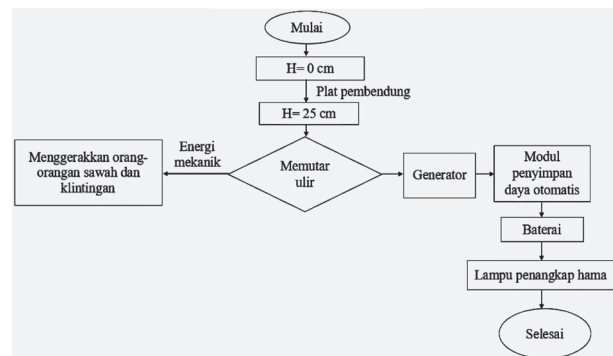 Mulai
H= 0 cm
Plat pembendung
H= 25 cm
Energi
mekanik
Menggerakkan orang-
orangan sawah dan
klintingan
Memutar
ulir
Generator
Modul
penyimpan
daya otomatis
Baterai
Lampu penangkap hama
Selesai